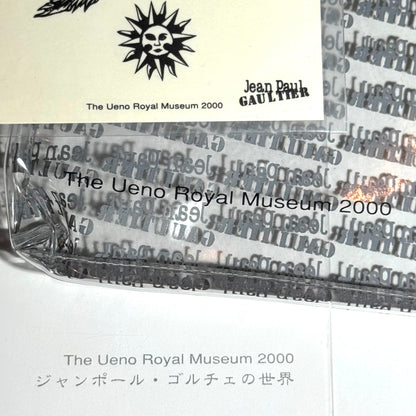 The Ueno Royal Museum 2000
Jean Paul
GAULTIER
The Ueno Royal Museum 2000
The Ueno Royal Museum 2000
ジャンポール・ゴルチェの世界